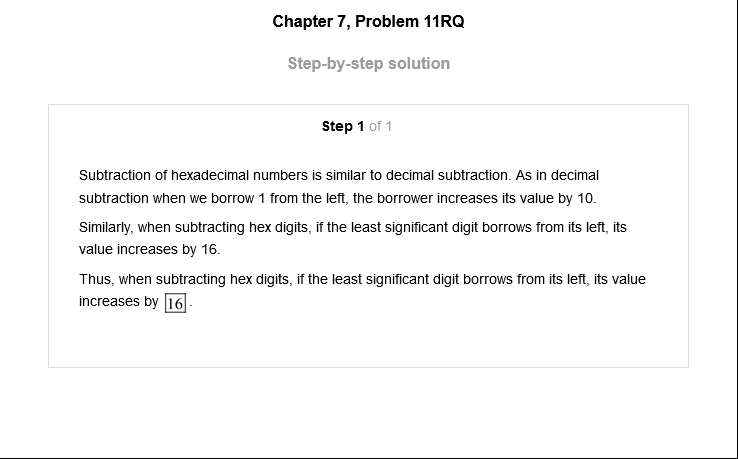 Chapter 7, Problem 11RQ
Step-by-step solution
Step 1 of 1
Subtraction of hexadecimal numbers is similar to decimal subtraction. As in decimal
subtraction when we borrow 1 from the left, the borrower increases its value by 10.
Similarly, when subtracting hex digits, if the least significant digit borrows from its left, its
value increases by 16.
Thus, when subtracting hex digits, if the least significant digit borrows from its left, its value
increases by 16.